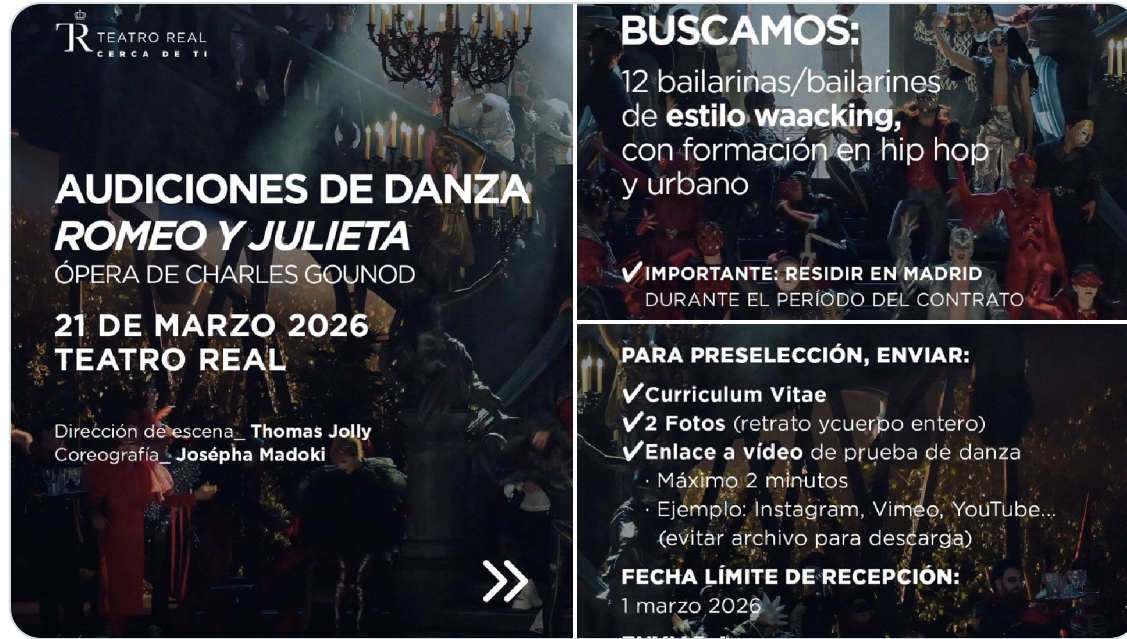 TEATRO REAL
CERCA DE TI
AUDICIONES DE DANZA
ROMEO Y JULIETA
ÓPERA DE CHARLES GOUNOD
21 DE MARZO 2026
TEATRO REAL
Dirección de escena_ Thomas Jolly
Coreografía_ Josépha Madoki
BUSCAMOS:
12 bailarinas/bailarines
de estilo waacking,
con formación en hip hop
y urbano
✓IMPORTANTE: RESIDIR EN MADRID
DURANTE EL PERÍODO DEL CONTRATO
PARA PRESELECCIÓN, ENVIAR:
✓Curriculum Vitae
✓2 Fotos (retrato ycuerpo entero)
✓Enlace a vídeo de prueba de danza
· Máximo 2 minutos
· Ejemplo: Instagram, Vimeo, YouTube...
(evitar archivo para descarga)
FECHA LÍMITE DE RECEPCIÓN:
1 marzo 2026